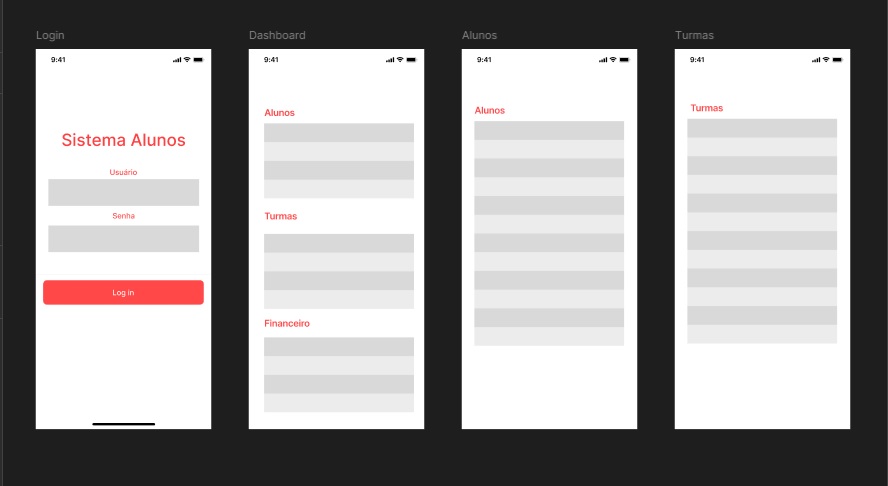 Login
Dashboard
Alunos
Turmas
9:41
Sistema Alunos
Usuário
Senha
Log in
9:41
Alunos
Turmas
Financeiro
9:41
Alunos
9:41
Turmas